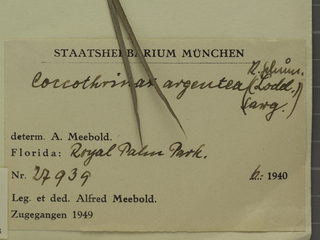 STAATSHERBARIUM MÜNCHEN
Coccothrinax argentea (Lodd.)
(arg.)
determ. A. Meebold.
Florida: Royal Palm Park.
Nr. 27939 1940
Leg. et ded. Alfred Meebold.
Zugegangen 1949